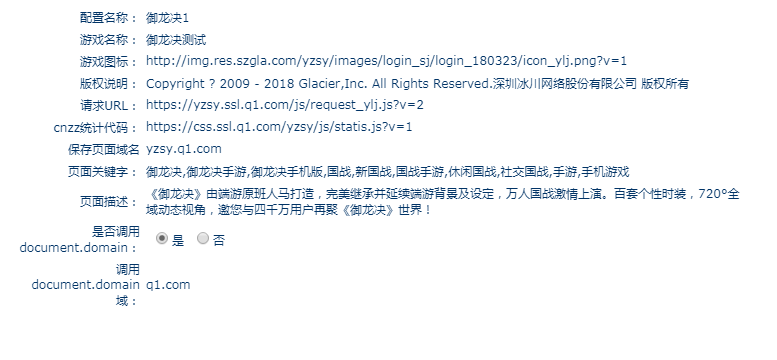 配置名称： 御龙决1
游戏名称： 御龙决测试
游戏图标： http://img.res.szgla.com/yzsy/images/login_sj/login_180323/icon_ylj.png?v=1
版权说明： Copyright ? 2009 - 2018 Glacier,Inc. All Rights Reserved.深圳冰川网络股份有限公司 版权所有
请求URL： https://yzsy.ssl.q1.com/js/request_ylj.js?v=2
cnzz统计代码： https://css.ssl.q1.com/yzsy/js/statis.js?v=1
保存页面域名 yzsy.q1.com
页面关键字： 御龙决,御龙决手游,御龙决手机版,国战,新国战,国战手游,休闲国战,社交国战,手游,手机游戏
页面描述： 《御龙决》由端游原班人马打造，完美继承并延续端游背景及设定，万人国战激情上演。百套个性时装，720°全
域动态视角，邀您与四千万用户再聚《御龙决》世界！
是否调用
document.domain： 是 否
调用
document.domain q1.com
域：